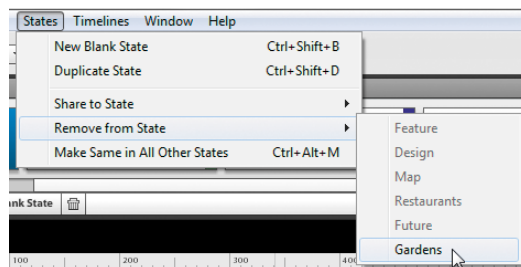 States Timelines Window Help
New Blank State Ctrl+Shift+B
Duplicate State Ctrl+Shift+D
Share to State
Remove from State
Make Same in All Other States Ctrl+Alt+M
Feature
Design
Map
Restaurants
Future
Gardens
ank State
100 200 300 400